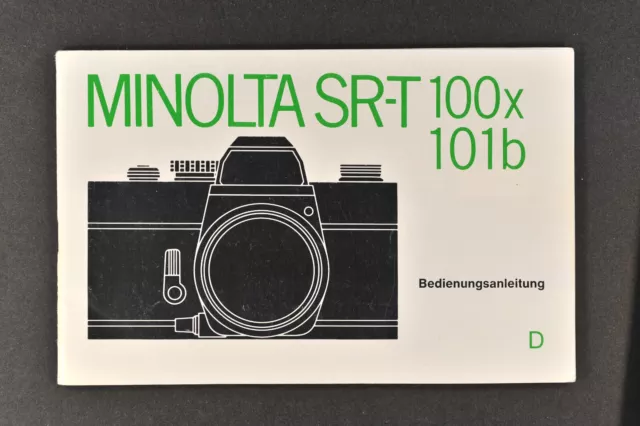 MINOLTA SR-T 100x
101b
Bedienungsanleitung
D